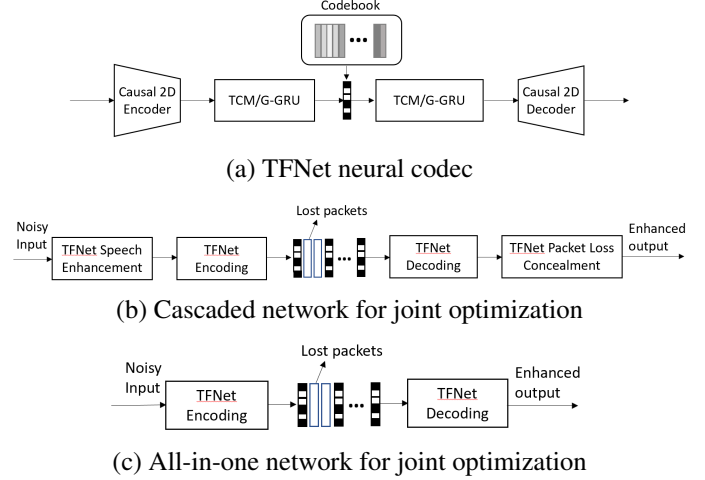 Codebook
Causal 2D
Encoder
TCM/G-GRU
TCM/G-GRU
Causal 2D
Decoder
(a) TFNet neural codec
Lost packets
Noisy
Input
TFNet Speech
Enhancement
TFNet
Encoding
TFNet
Decoding
TFNet Packet Loss
Concealment
Enhanced
output
(b) Cascaded network for joint optimization
Lost packets
Noisy
Input
TFNet
Encoding
TFNet
Decoding
Enhanced
output
(c) All-in-one network for joint optimization